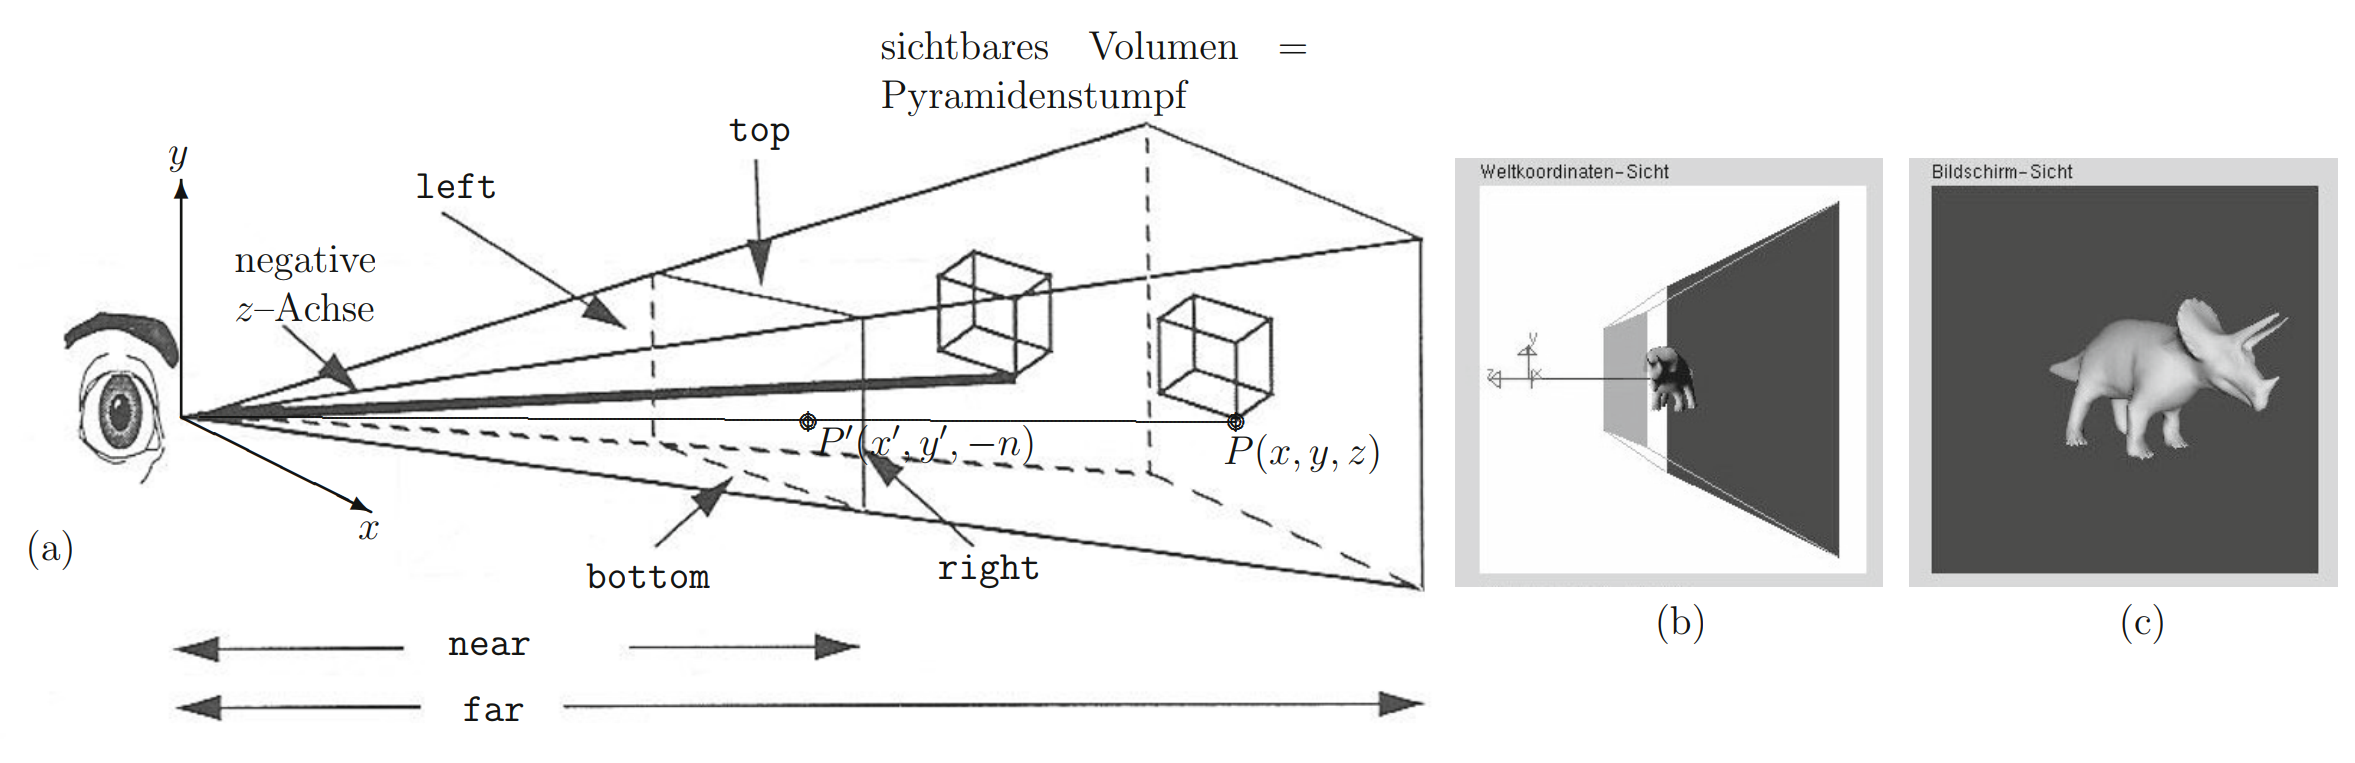 sichtbares Volumen =
Pyramidenstumpf
top
y
left
negative
z–Achse
P′(x′, y′, −n)
P(x, y, z)
x
(a)
bottom
right
near
far
Weltkoordinaten-Sicht
y
z
x
(b)
Bildschirm-Sicht
(c)